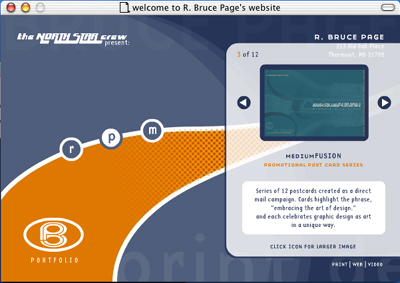 welcome to R. Bruce Page's website
the NORTH STAR crew
present:
R. BRUCE PAGE
313 Old Oak Place
Thurmont, MD 21788
3 of 12
r p m
mediumFUSION
PROMOTIONAL POST CARD SERIES
Series of 12 postcards created as a direct
mail campaign. Cards highlight the phrase,
"embracing the art of design."
and each celebrates graphic design as art
in a unique way.
CLICK ICON FOR LARGER IMAGE
PORTFOLIO
PRINT | WEB | VIDEO